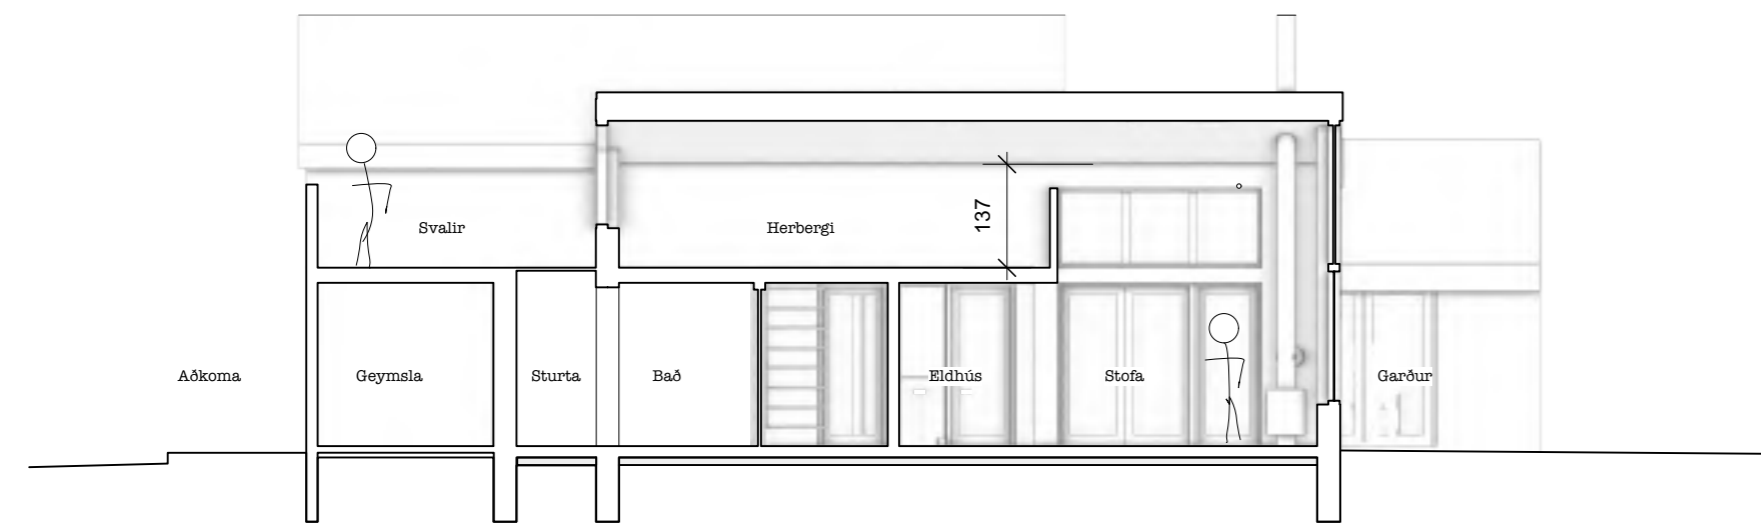 Svalir
Herbergi
137
Aðkoma
Geymsla
Sturta
Bað
Eldhús
Stofa
Garður